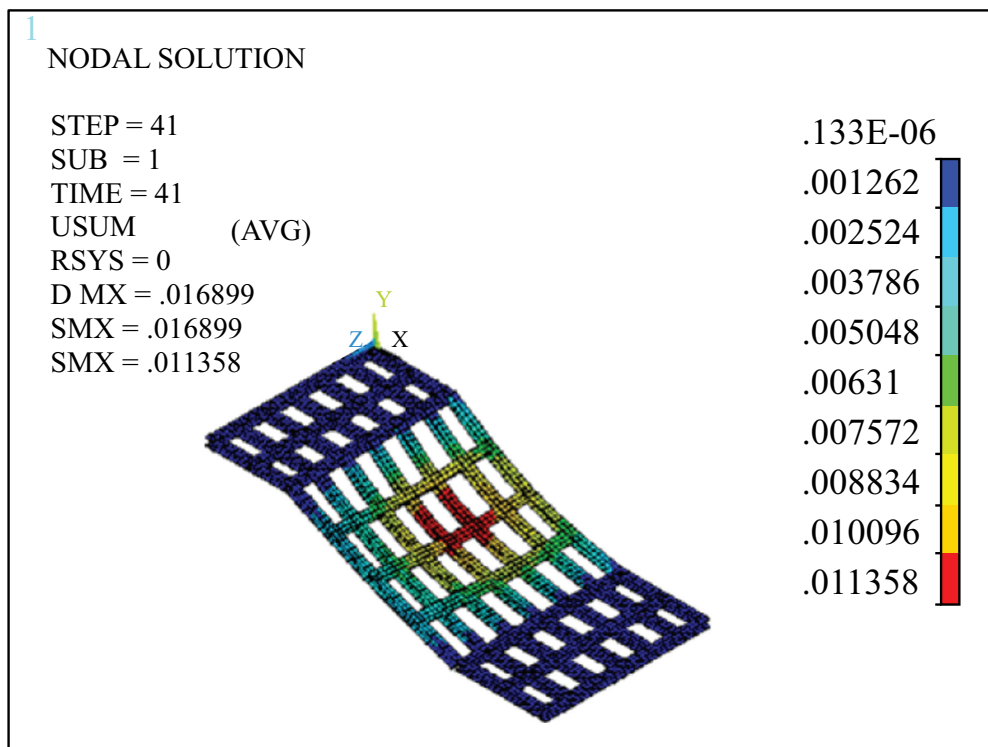 1
NODAL SOLUTION
STEP = 41
SUB = 1
TIME = 41
USUM (AVG)
RSYS = 0
D MX = .016899
SMX = .016899
SMX = .011358
Y
Z X
.133E-06
.001262
.002524
.003786
.005048
.00631
.007572
.008834
.010096
.011358